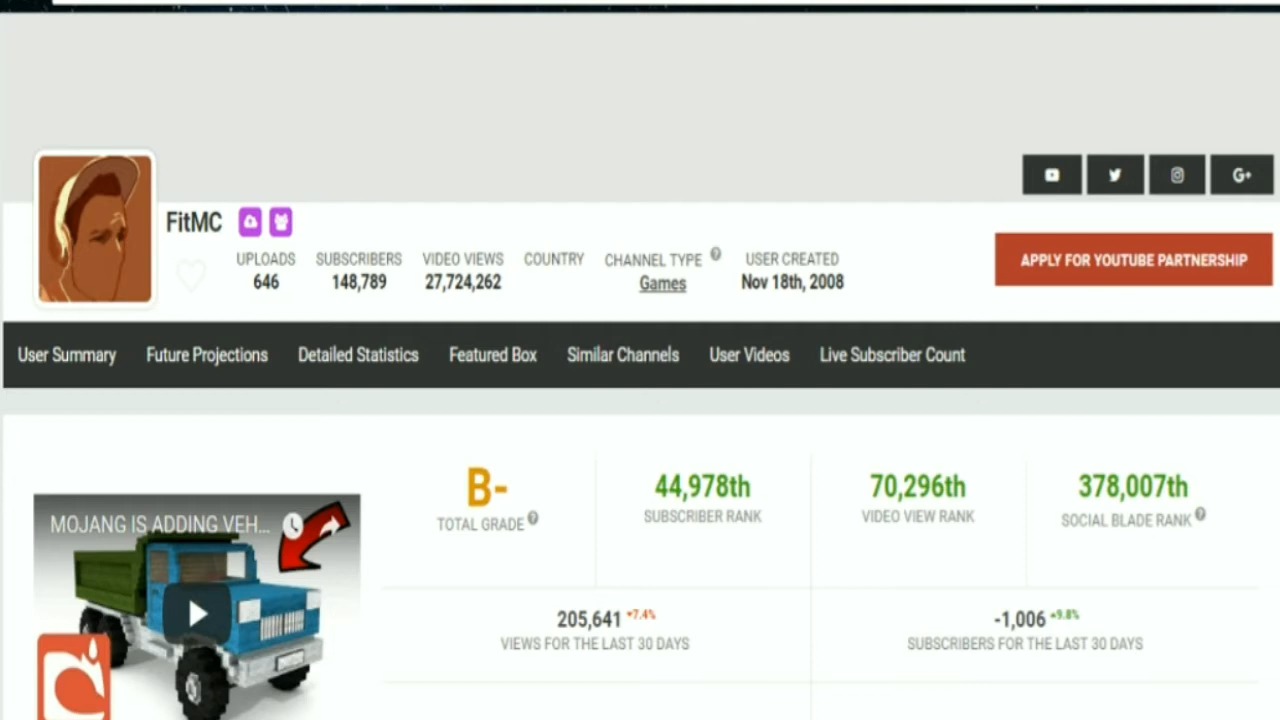 FitMC
UPLOADS SUBSCRIBERS VIDEO VIEWS COUNTRY CHANNEL TYPE ? USER CREATED
646 148,789 27,724,262 Games Nov 18th, 2008
G+
APPLY FOR YOUTUBE PARTNERSHIP
User Summary Future Projections Detailed Statistics Featured Box Similar Channels User Videos Live Subscriber Count
MOJANG IS ADDING VEH...
B- 44,978th 70,296th 378,007th
TOTAL GRADE ? SUBSCRIBER RANK VIDEO VIEW RANK SOCIAL BLADE RANK ?
205,641 -1,006 +9.8%
VIEWS FOR THE LAST 30 DAYS SUBSCRIBERS FOR THE LAST 30 DAYS